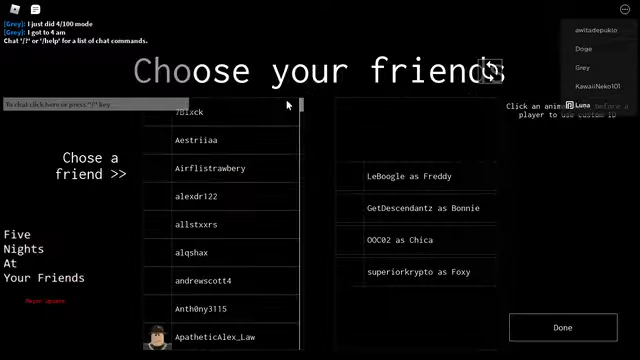 [Grey]: I just did 4/100 mode
[Grey]: I got to 4 am
Chat '/?' or '/help' for a list of chat commands.
To chat click here or press "/" key
Choose your friends
awitadepuklo
Doge
Grey
KawaiiNeko101
Luna
Click an before a
player to use custom ID
Chose a
friend >>
Five
Nights
At
Your Friends
7Blxck
Aestriiaa
Airflistrawbery
alexdr122
allstxxrs
alqshax
andrewscott4
Anth0ny3115
ApatheticAlex_Law
LeBoogle as Freddy
GetDescendantz as Bonnie
OOC02 as Chica
superiorkrypto as Foxy
Done